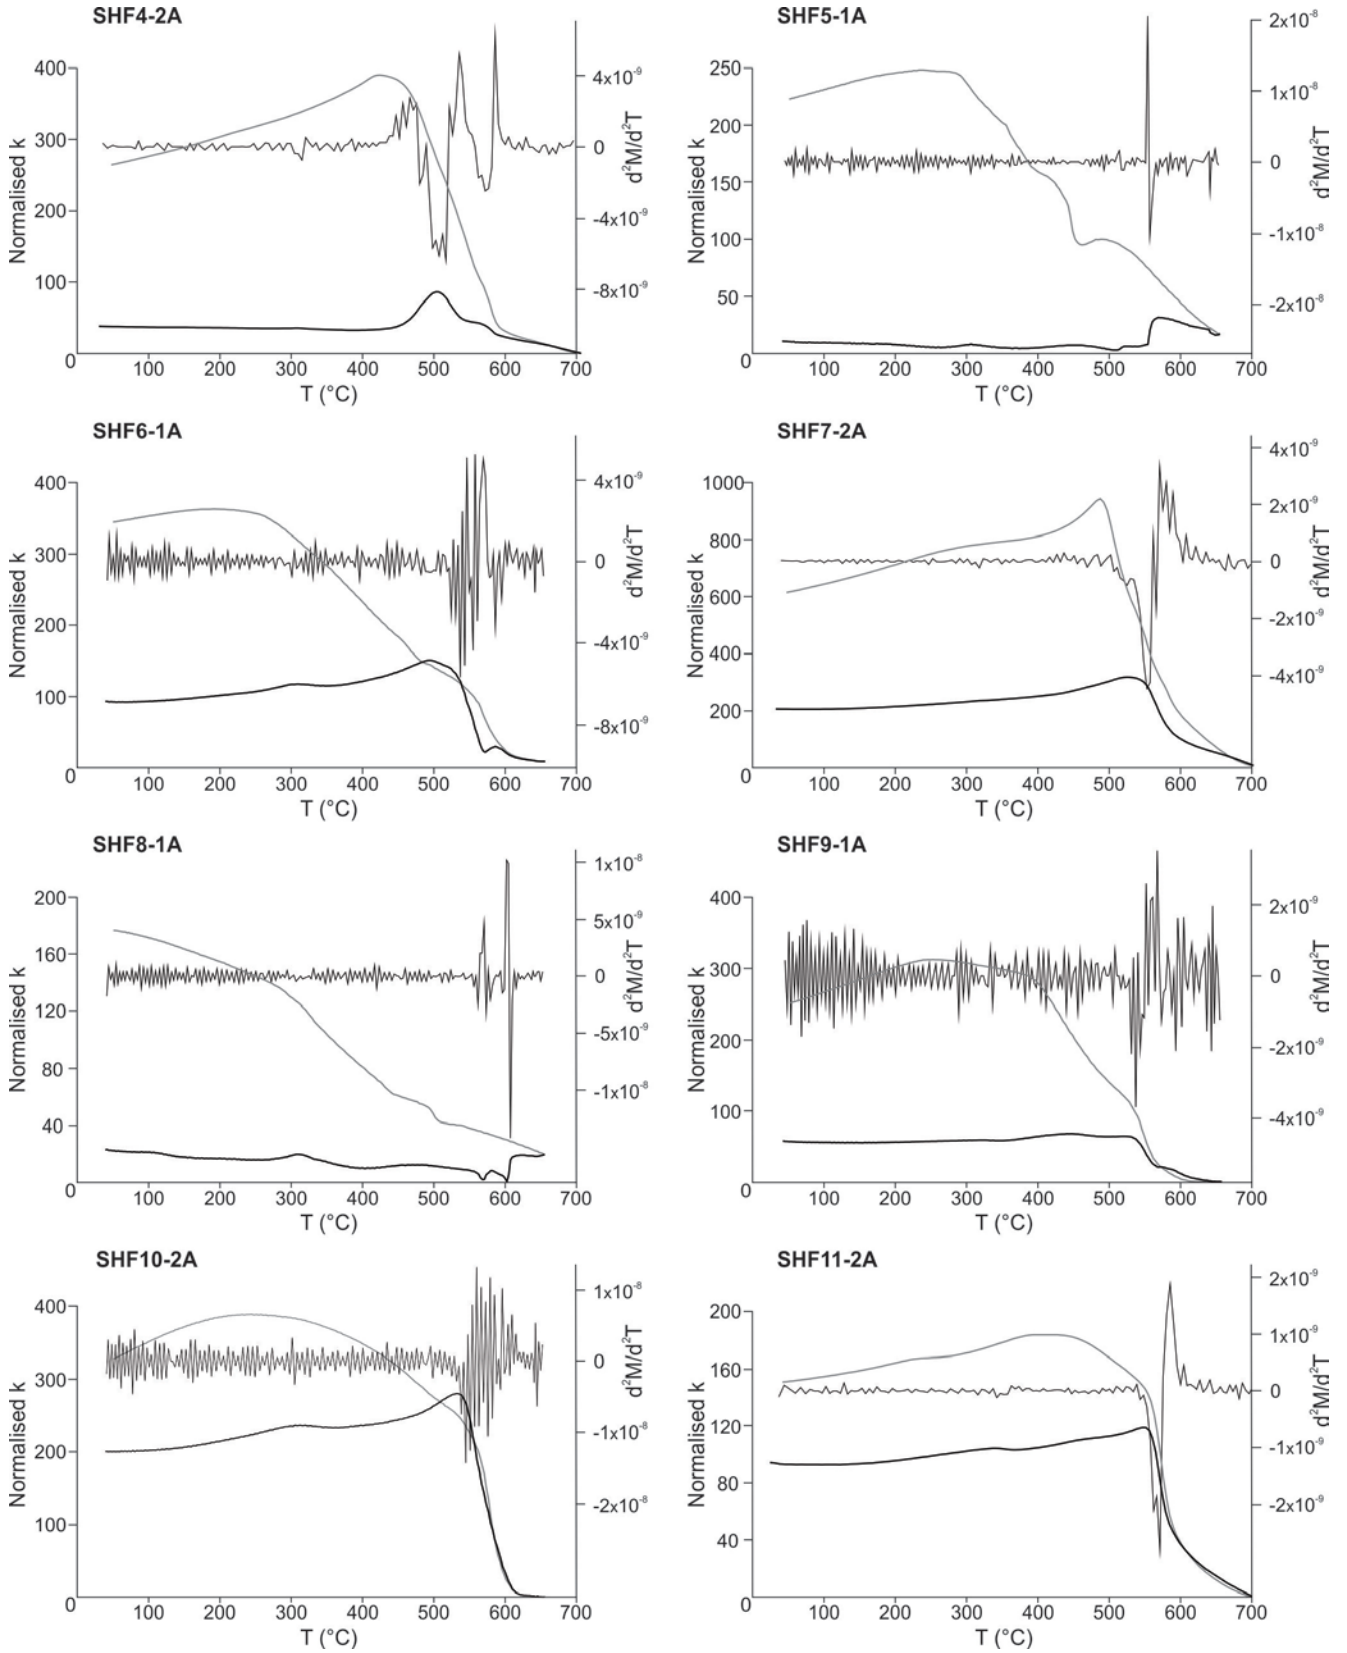 SHF4-2A
400
300
200
100
0
Normalised k
4x10⁻⁹
0
-4x10⁻⁹
-8x10⁻⁹
d²M/d²T
100 200 300 400 500 600 700
T (°C)
SHF5-1A
250
200
150
100
50
0
Normalised k
2x10⁻⁸
1x10⁻⁸
0
-1x10⁻⁸
-2x10⁻⁸
d²M/d²T
100 200 300 400 500 600 700
T (°C)
SHF6-1A
400
300
200
100
0
Normalised k
4x10⁻⁹
0
-4x10⁻⁹
-8x10⁻⁹
d²M/d²T
100 200 300 400 500 600 700
T (°C)
SHF7-2A
1000
800
600
400
200
0
Normalised k
4x10⁻⁹
2x10⁻⁹
0
-2x10⁻⁹
-4x10⁻⁹
d²M/d²T
100 200 300 400 500 600 700
T (°C)
SHF8-1A
200
160
120
80
40
0
Normalised k
1x10⁻⁸
5x10⁻⁹
0
-5x10⁻⁹
-1x10⁻⁸
d²M/d²T
100 200 300 400 500 600 700
T (°C)
SHF9-1A
400
300
200
100
0
Normalised k
2x10⁻⁹
0
-2x10⁻⁹
-4x10⁻⁹
d²M/d²T
100 200 300 400 500 600 700
T (°C)
SHF10-2A
400
300
200
100
0
Normalised k
1x10⁻⁸
0
-1x10⁻⁸
-2x10⁻⁸
d²M/d²T
100 200 300 400 500 600 700
T (°C)
SHF11-2A
200
160
120
80
40
0
Normalised k
2x10⁻⁹
1x10⁻⁹
0
-1x10⁻⁹
-2x10⁻⁹
d²M/d²T
100 200 300 400 500 600 700
T (°C)